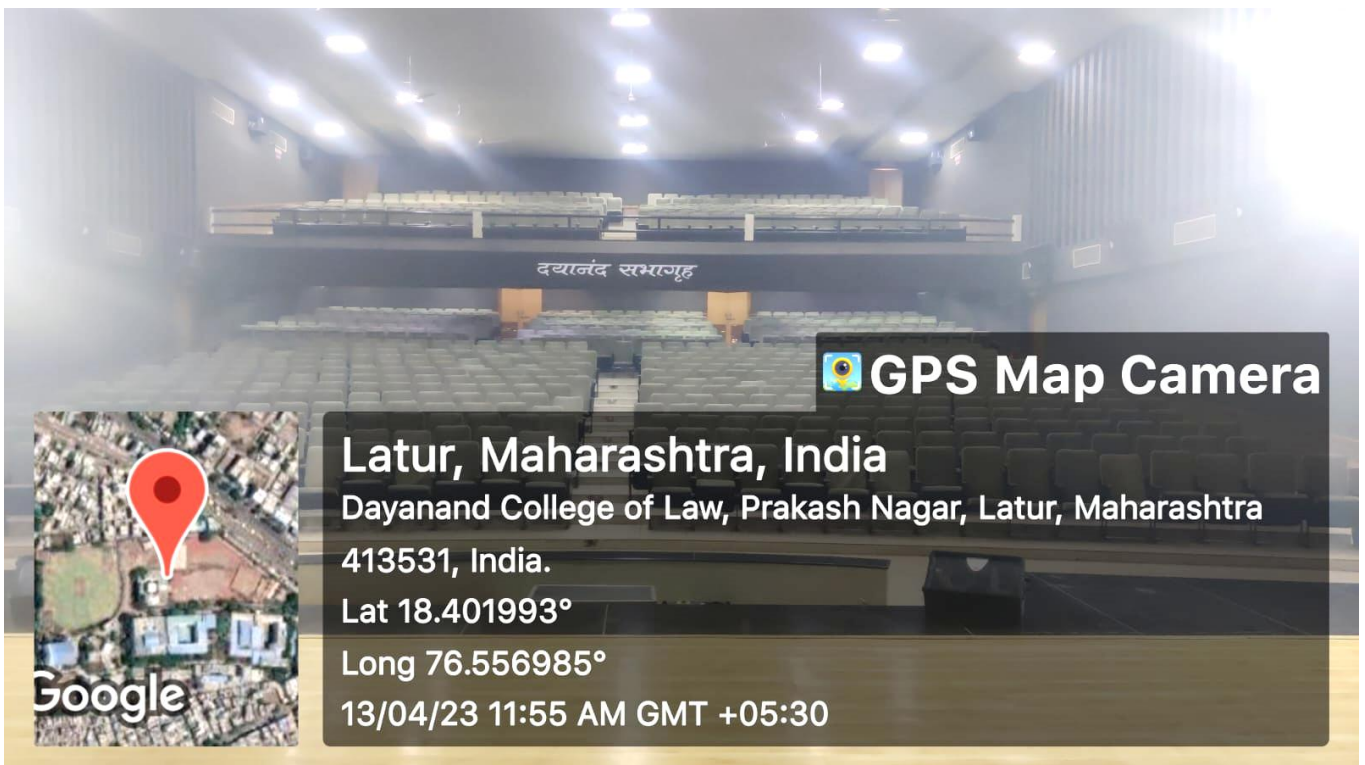 दयानंद सभागृह
GPS Map Camera
Latur, Maharashtra, India
Dayanand College of Law, Prakash Nagar, Latur, Maharashtra
413531, India.
Lat 18.401993°
Long 76.556985°
13/04/23 11:55 AM GMT +05:30
Google